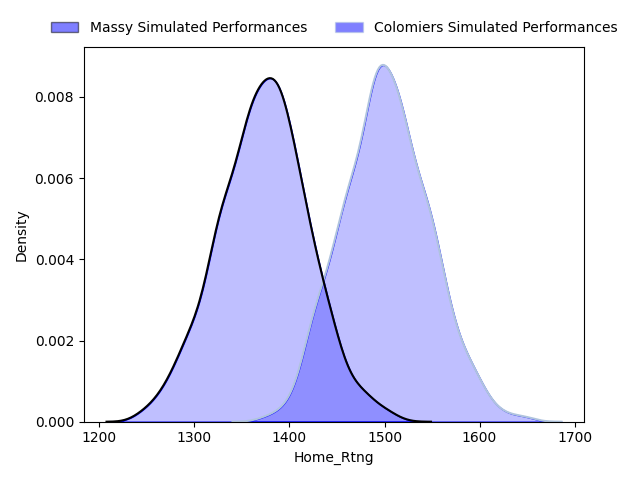 Massy Simulated Performances
Colomiers Simulated Performances
0.008
0.006
0.004
0.002
0.000
Density
1200 1300 1400 1500 1600 1700
Home_Rtng